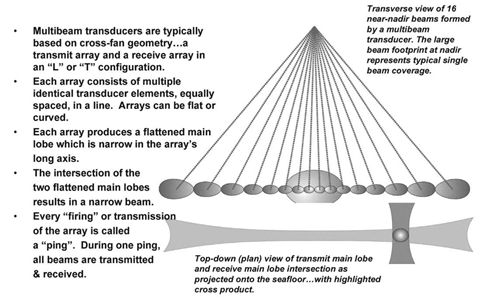 • Multibeam transducers are typically
based on cross-fan geometry…a
transmit array and a receive array in
an “L” or “T” configuration.
• Each array consists of multiple
identical transducer elements, equally
spaced, in a line. Arrays can be flat or
curved.
• Each array produces a flattened main
lobe which is narrow in the array’s
long axis.
• The intersection of the
two flattened main lobes
results in a narrow beam.
• Every “firing” or transmission
of the array is called
a “ping”. During one ping,
all beams are transmitted
& received.
Transverse view of 16
near-nadir beams formed
by a multibeam
transducer. The large
beam footprint at nadir
represents typical single
beam coverage.
Top-down (plan) view of transmit main lobe
and receive main lobe intersection as
projected onto the seafloor…with highlighted
cross product.